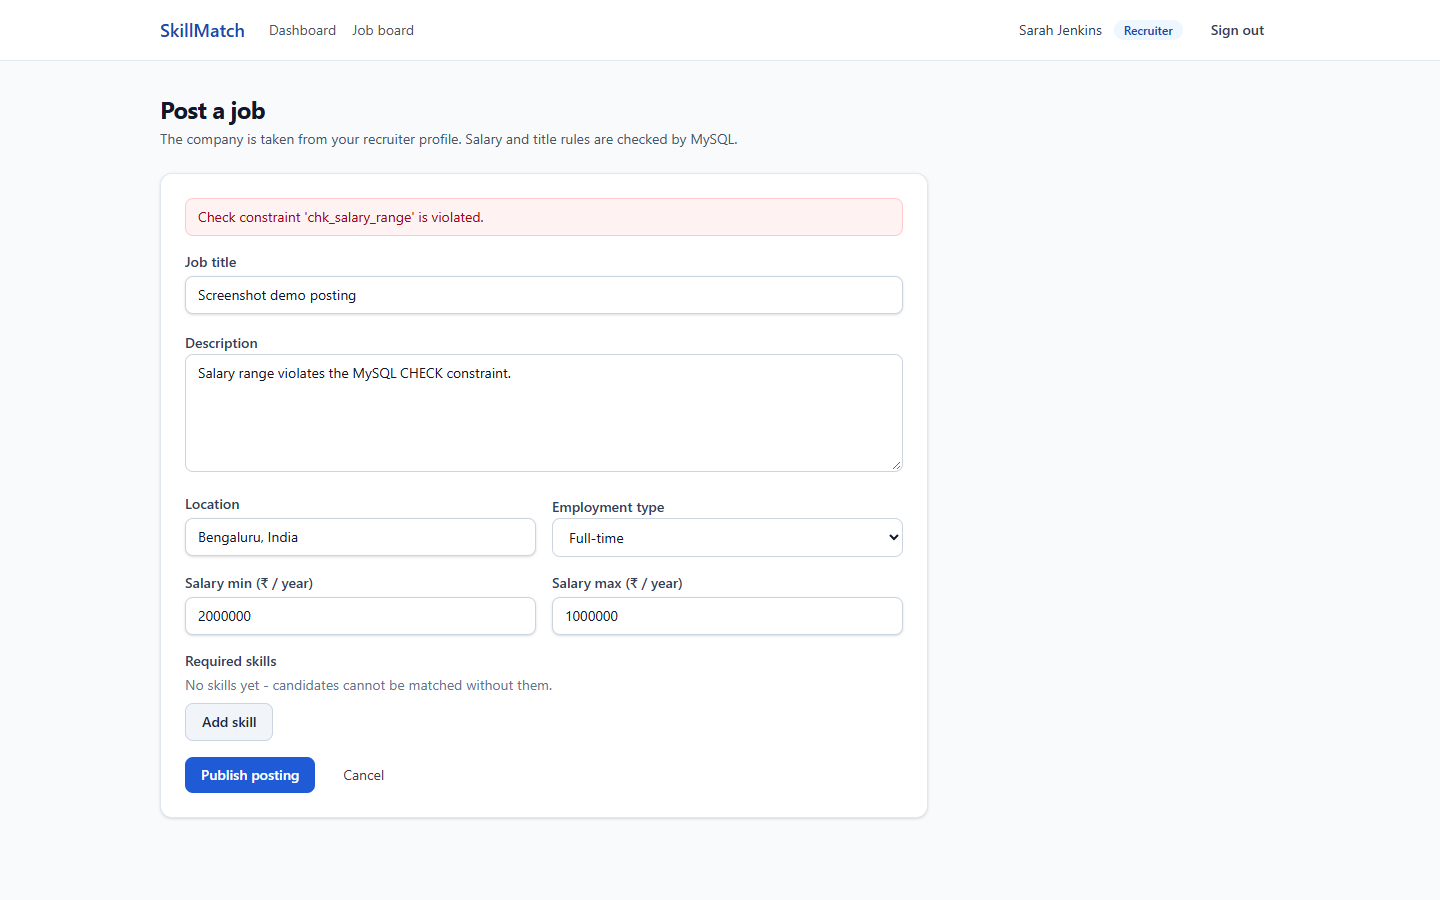 SkillMatch Dashboard Job board Sarah Jenkins Recruiter Sign out
Post a job
The company is taken from your recruiter profile. Salary and title rules are checked by MySQL.
Check constraint 'chk_salary_range' is violated.
Job title
Screenshot demo posting
Description
Salary range violates the MySQL CHECK constraint.
Location Employment type
Bengaluru, India Full-time
Salary min (₹ / year) Salary max (₹ / year)
2000000 1000000
Required skills
No skills yet - candidates cannot be matched without them.
Add skill
Publish posting Cancel